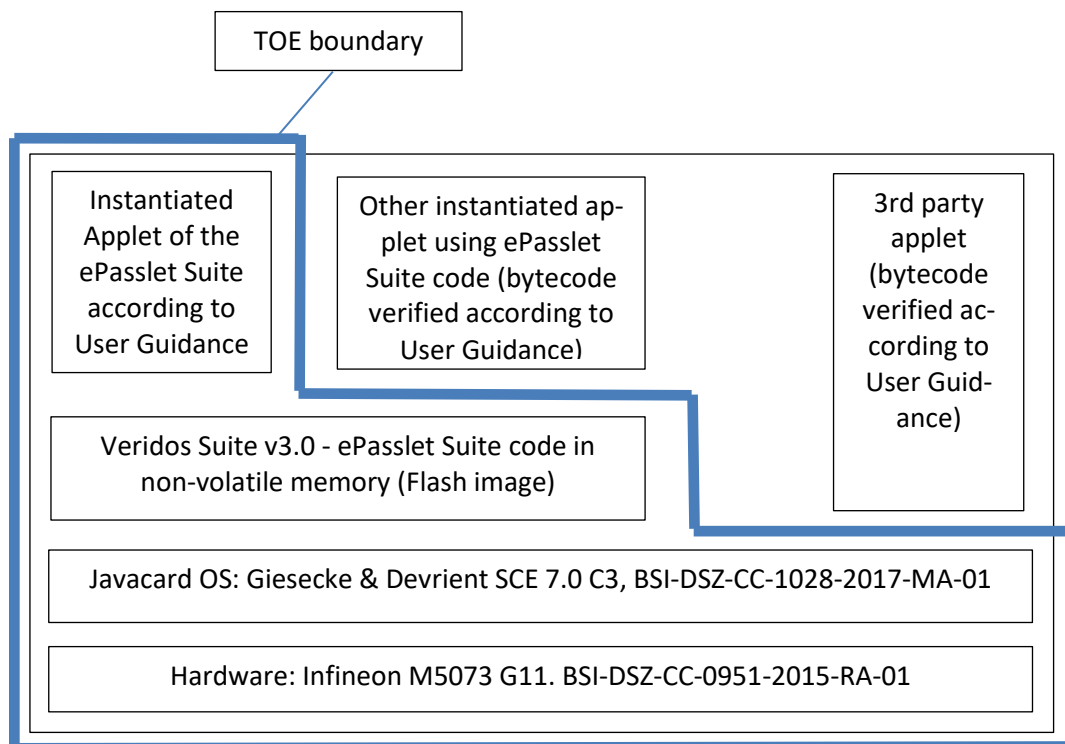 TOE boundary
Instantiated
Applet of the
ePasslet Suite
according to
User Guidance
Other instantiated ap-
plet using ePasslet
Suite code (bytecode
verified according to
User Guidance)
3rd party
applet
(bytecode
verified ac-
cording to
User Guid-
ance)
Veridos Suite v3.0 - ePasslet Suite code in
non-volatile memory (Flash image)
Javacard OS: Giesecke & Devrient SCE 7.0 C3, BSI-DSZ-CC-1028-2017-MA-01
Hardware: Infineon M5073 G11. BSI-DSZ-CC-0951-2015-RA-01